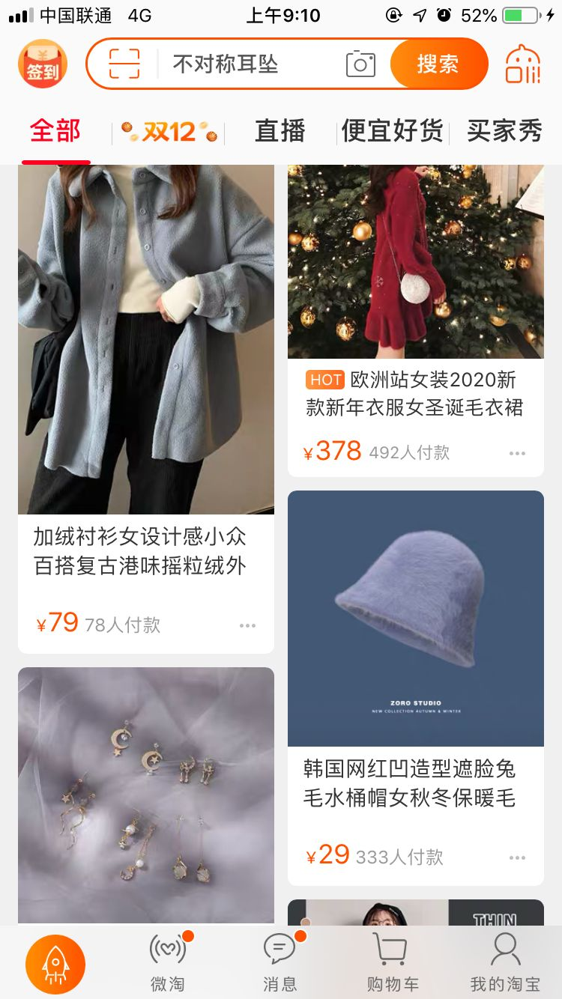 中国联通 4G 上午9:10 52%
签到 不对称耳坠 搜索
全部 双12 直播 便宜好货 买家秀
HOT 欧洲站女装2020新
款新年衣服女圣诞毛衣裙
¥378 492人付款
加绒衬衫女设计感小众
百搭复古港味摇粒绒外
¥79 78人付款
ZORO STUDIO
NEW COLLECTION AUTUMN & WINTER
韩国网红凹造型遮脸兔
毛水桶帽女秋冬保暖毛
¥29 333人付款
THIN
微淘 消息 购物车 我的淘宝